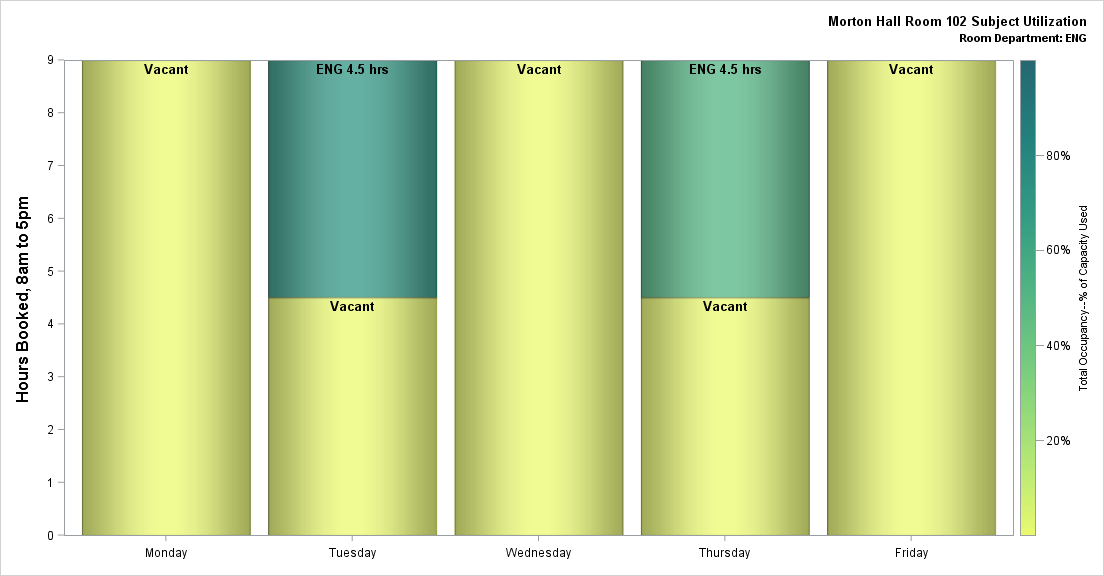 Morton Hall Room 102 Subject Utilization
Room Department: ENG
Hours Booked, 8am to 5pm
9
8
7
6
5
4
3
2
1
0
Vacant
ENG 4.5 hrs
Vacant
ENG 4.5 hrs
Vacant
Vacant
Vacant
Monday
Tuesday
Wednesday
Thursday
Friday
80%
60%
40%
20%
Total Occupancy--% of Capacity Used